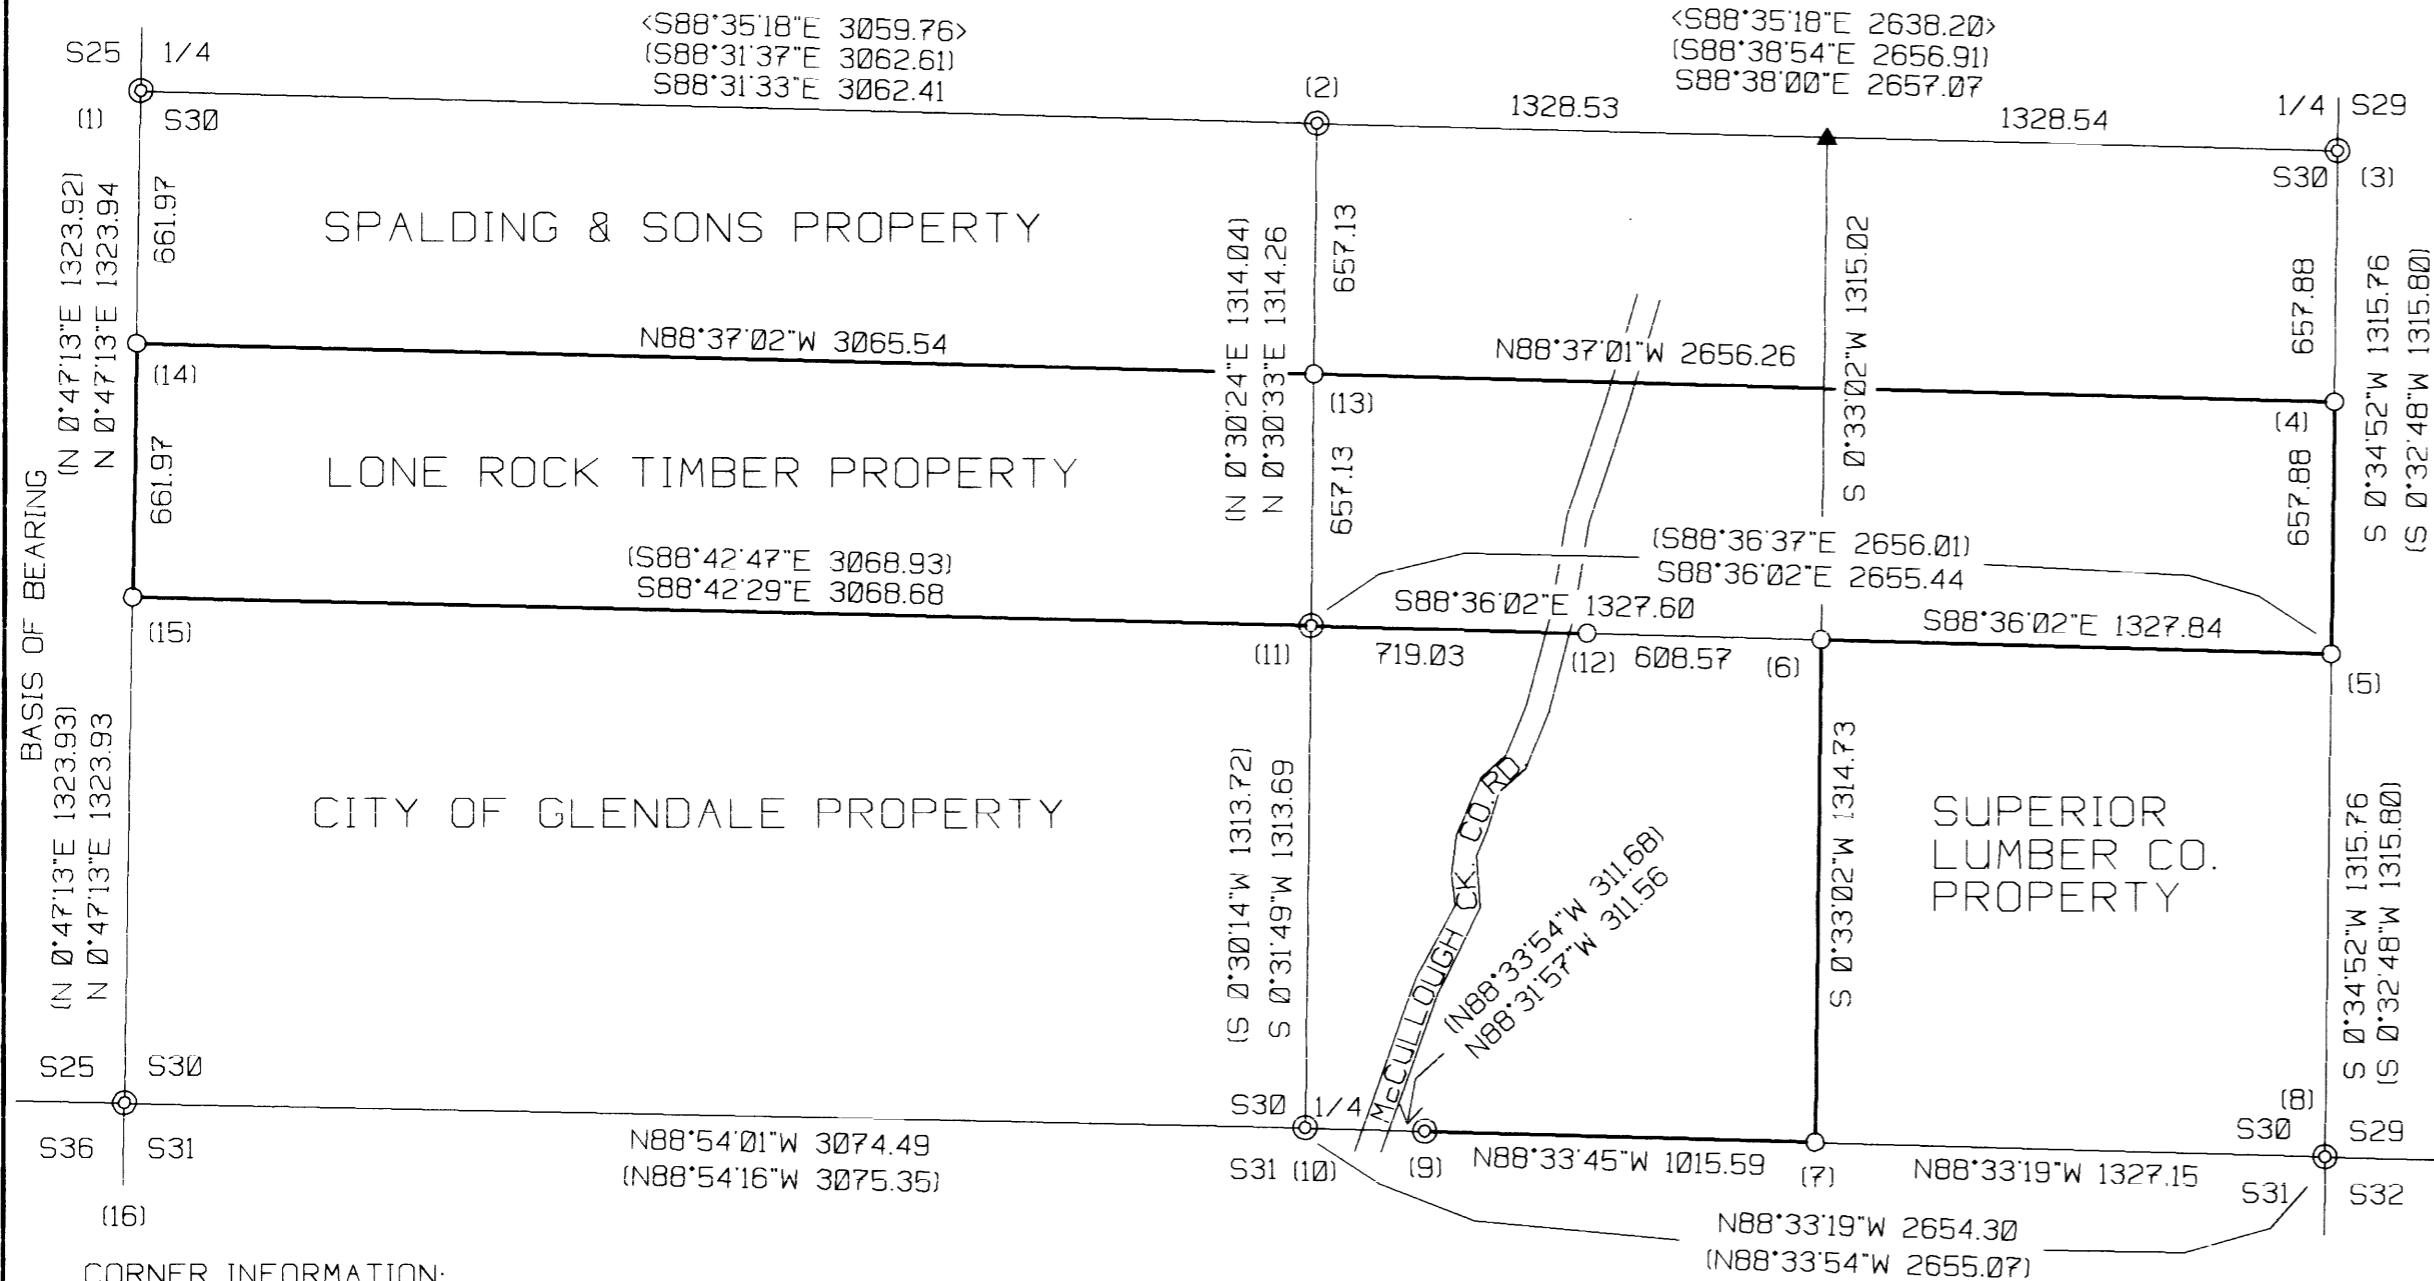 <S88°35'18"E 3059.76>
(S88°31'37"E 3062.61)
S88°31'33"E 3062.41
<S88°35'18"E 2638.20>
(S88°38'54"E 2656.91)
S88°38'00"E 2657.07
S25 1/4
(1) S30
(2)
1328.53
1328.54
1/4 S29
S30 (3)
(N 0°47'13"E 1323.92)
N 0°47'13"E 1323.94
661.97
SPALDING & SONS PROPERTY
(N 0°30'24"E 1314.04)
N 0°30'33"E 1314.26
657.13
S 0°33'02"W 1315.02
657.88
S 0°34'52"W 1315.76
(S 0°32'48"W 1315.80)
N88°37'02"W 3065.54
N88°37'01"W 2656.26
(14)
(13)
(4)
661.97
LONE ROCK TIMBER PROPERTY
657.13
657.88
BASIS OF BEARING
(S88°42'47"E 3068.93)
S88°42'29"E 3068.68
(S88°36'37"E 2656.01)
S88°36'02"E 2655.44
S88°36'02"E 1327.60
S88°36'02"E 1327.84
(15)
(11)
719.03
(12)
608.57
(6)
(5)
(N 0°47'13"E 1323.93)
N 0°47'13"E 1323.93
CITY OF GLENDALE PROPERTY
(S 0°30'14"W 1313.72)
S 0°31'49"W 1313.69
McCULLOUGH CK. CO. RD.
(N88°33'54"W 311.68)
N88°31'57"W 311.56
S 0°33'02"W 1314.73
SUPERIOR
LUMBER CO.
PROPERTY
S 0°34'52"W 1315.76
(S 0°32'48"W 1315.80)
S25 S30
S36 S31
(16)
N88°54'01"W 3074.49
(N88°54'16"W 3075.35)
S30 1/4
S31 (10)
(9)
N88°33'45"W 1015.59
(7)
N88°33'19"W 1327.15
(8)
S30 S29
S31 S32
N88°33'19"W 2654.30
(N88°33'54"W 2655.07)
CORNER INFORMATION: